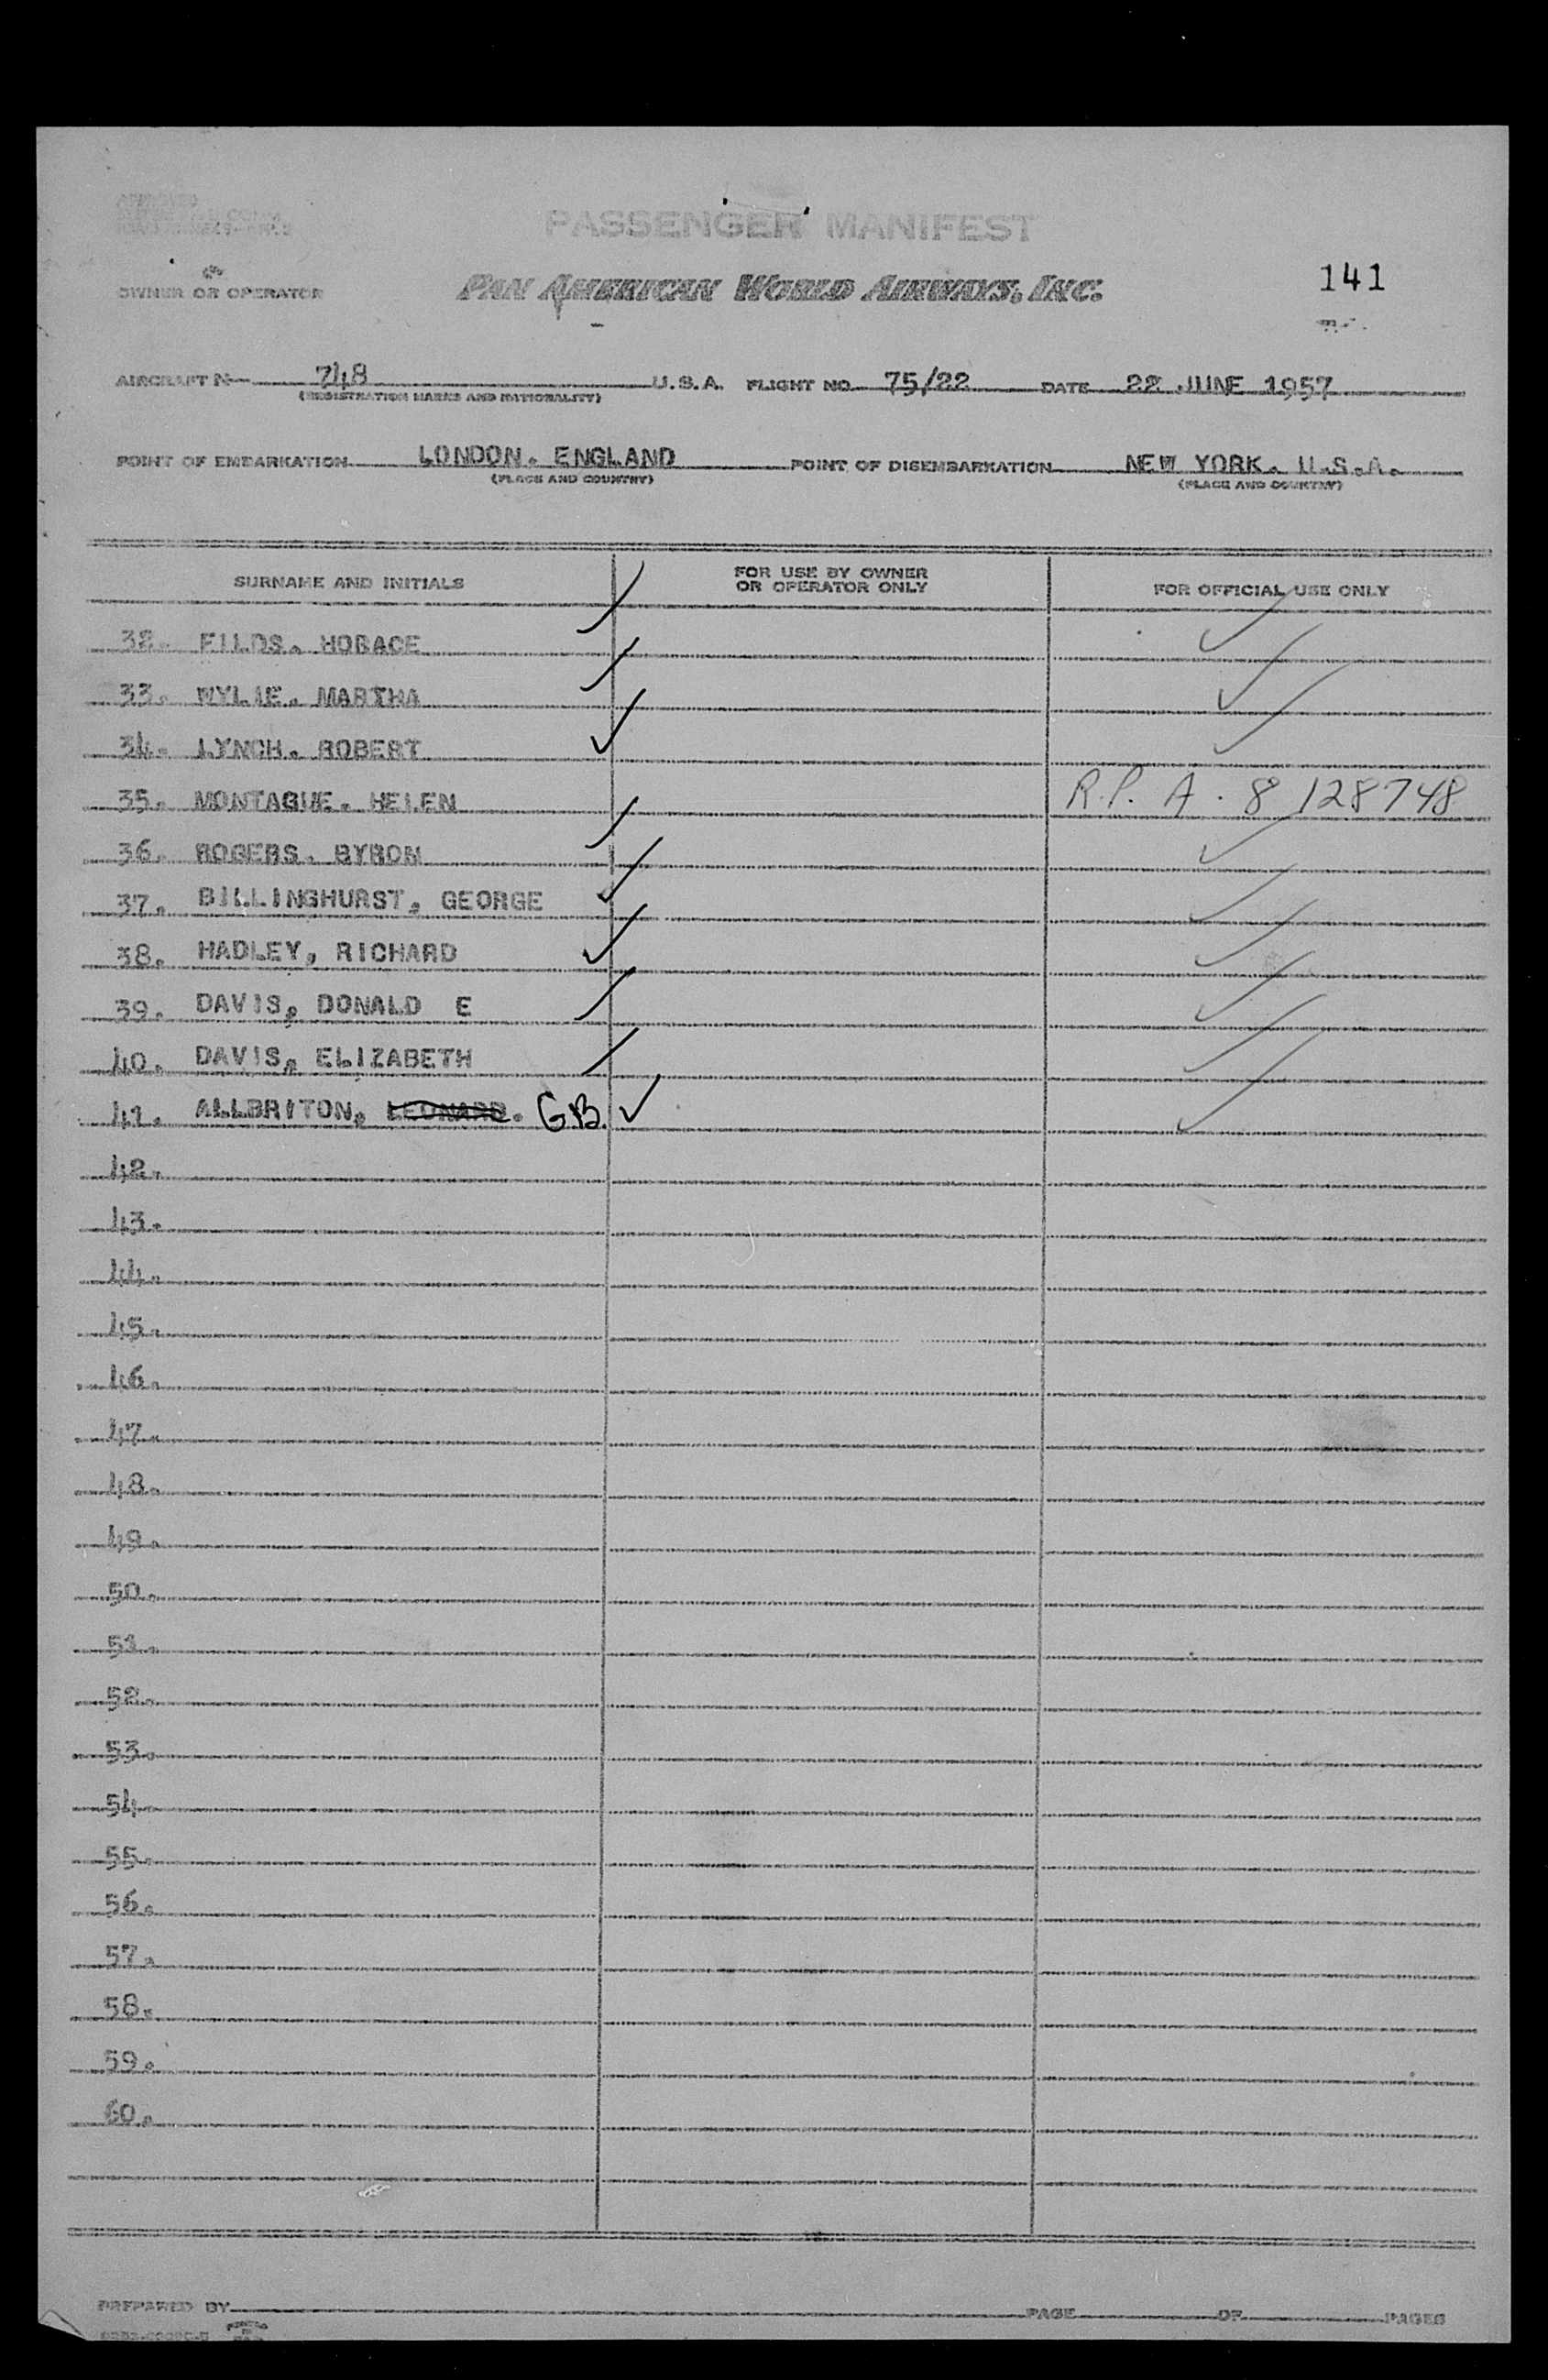 PASSENGER MANIFEST
OWNER OR OPERATOR PAN AMERICAN WORLD AIRWAYS, INC. 141
AIRCRAFT N 748 U.S.A. FLIGHT NO. 75/22 DATE 22 JUNE 1957
(REGISTRATION MARKS AND NATIONALITY)
POINT OF EMBARKATION LONDON. ENGLAND POINT OF DISEMBARKATION NEW YORK. U.S.A.
(PLACE AND COUNTRY) (PLACE AND COUNTRY)
SURNAME AND INITIALS FOR USE BY OWNER OR OPERATOR ONLY FOR OFFICIAL USE ONLY
32. FILDS. HORACE
33. WYLIE. MARTHA
34. LYNCH. ROBERT
35. MONTAGUE. HELEN R.P. A. 8 128748
36. ROGERS. BYRON
37. BILLINGHURST, GEORGE
38. HADLEY, RICHARD
39. DAVIS, DONALD E
40. DAVIS, ELIZABETH
41. ALLBRITON, LEONARD. G.B.
42.
43.
44.
45.
46.
47.
48.
49.
50.
51.
52.
53.
54.
55.
56.
57.
58.
59.
60.
PREPARED BY PAGE OF PAGES